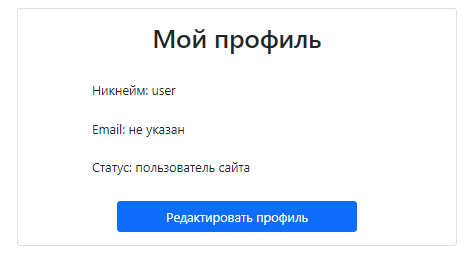 Мой профиль
Никнейм: user
Email: не указан
Статус: пользователь сайта
Редактировать профиль